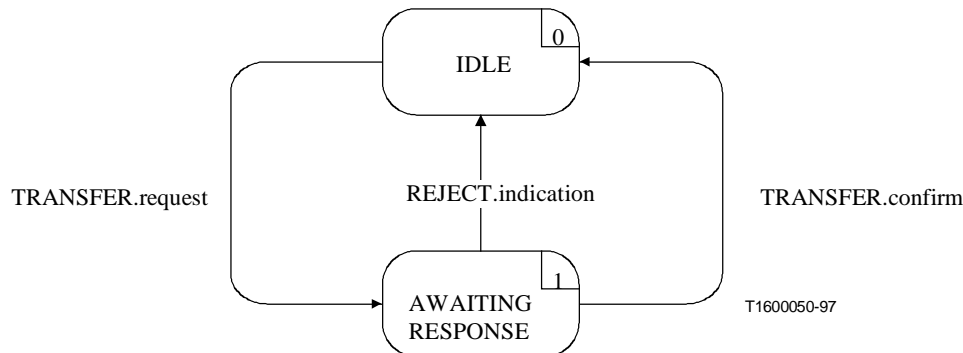 0
IDLE
TRANSFER.request
REJECT.indication
TRANSFER.confirm
1
AWAITING
RESPONSE
T1600050-97